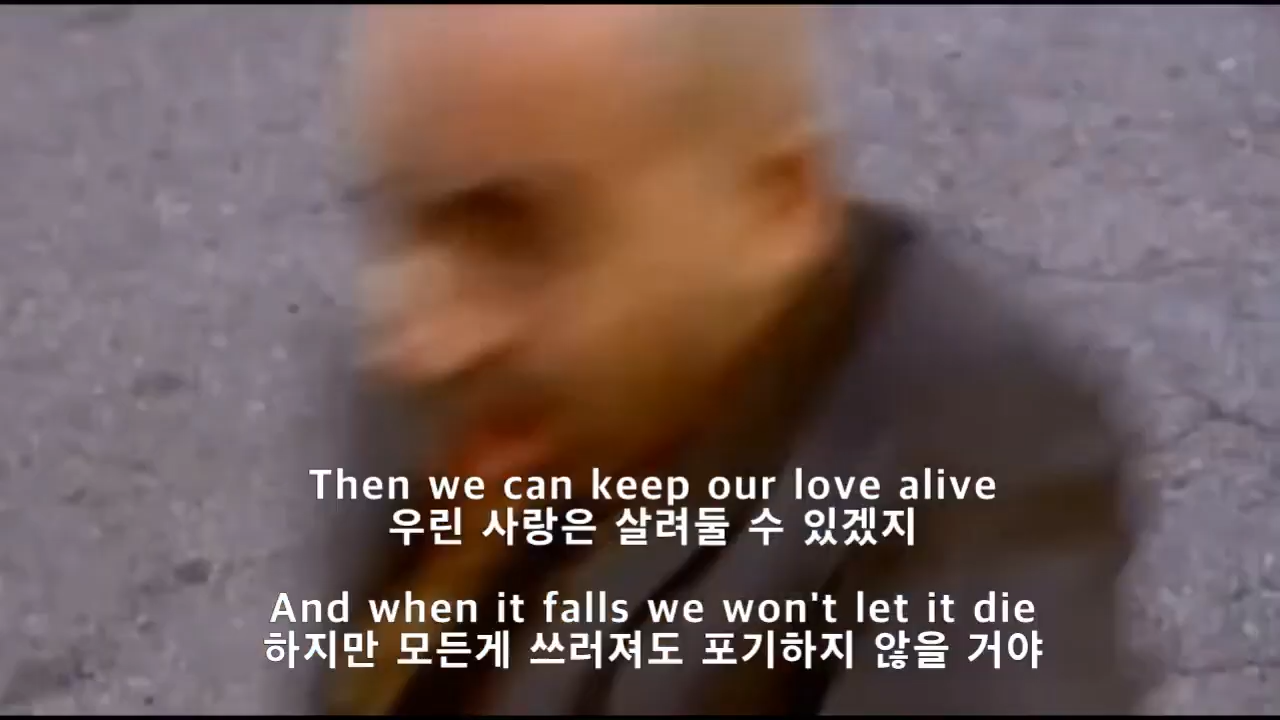 Then we can keep our love alive
우린 사랑은 살려둘 수 있겠지
And when it falls we won't let it die
하지만 모든게 쓰러져도 포기하지 않을 거야